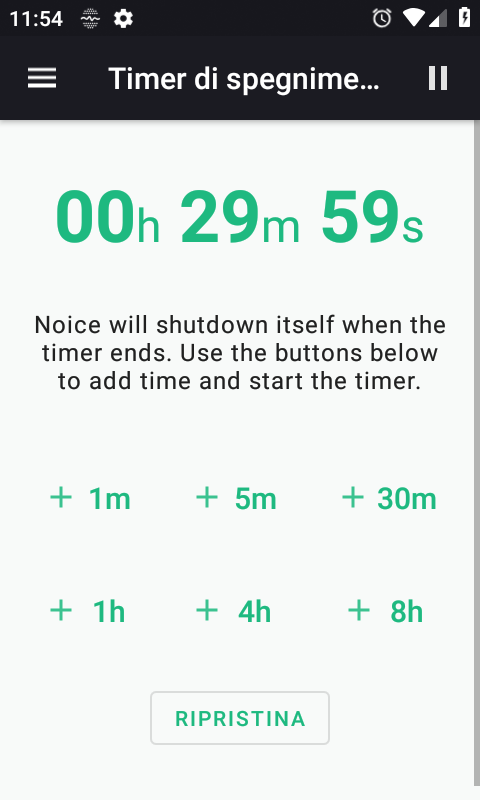 11:54
Timer di spegnime...
00h 29m 59s
Noice will shutdown itself when the
timer ends. Use the buttons below
to add time and start the timer.
+ 1m + 5m + 30m
+ 1h + 4h + 8h
RIPRISTINA